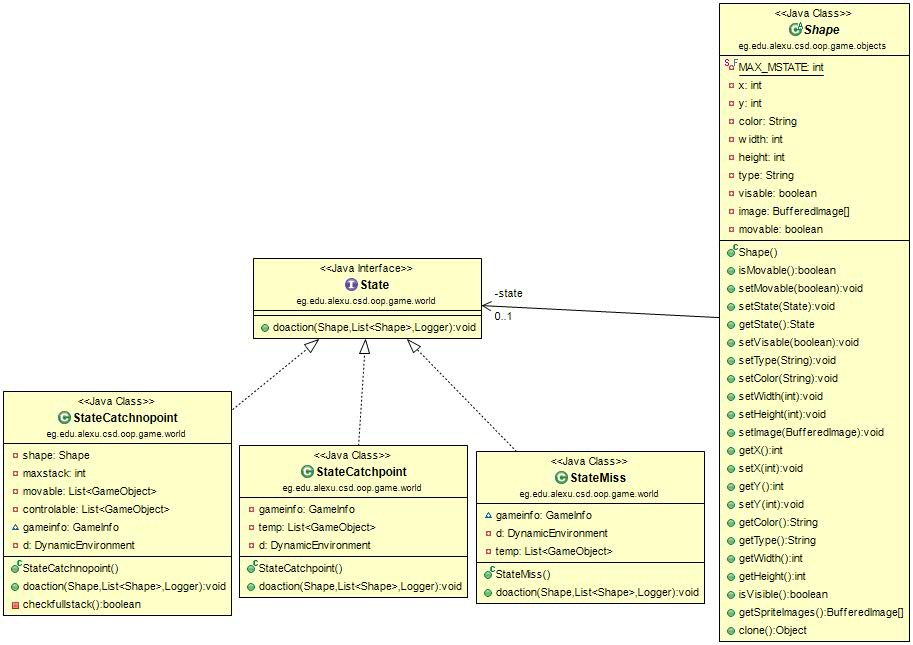 <<Java Class>>
Shape
eg.edu.alexu.csd.oop.game.objects
MAX_MSTATE: int
x: int
y: int
color: String
width: int
height: int
type: String
visable: boolean
image: BufferedImage[]
movable: boolean
Shape()
isMovable():boolean
setMovable(boolean):void
setState(State):void
getState():State
setVisable(boolean):void
setType(String):void
setColor(String):void
setWidth(int):void
setHeight(int):void
setImage(BufferedImage):void
getX():int
setX(int):void
getY():int
setY(int):void
getColor():String
getType():String
getWidth():int
getHeight():int
isVisible():boolean
getSpriteImages():BufferedImage[]
clone():Object
<<Java Interface>>
State
eg.edu.alexu.csd.oop.game.world
doaction(Shape,List<Shape>,Logger):void
-state
0..1
<<Java Class>>
StateCatchnopoint
eg.edu.alexu.csd.oop.game.world
shape: Shape
maxstack: int
movable: List<GameObject>
controlable: List<GameObject>
gameinfo: GameInfo
d: DynamicEnvironment
StateCatchnopoint()
doaction(Shape,List<Shape>,Logger):void
checkfullstack():boolean
<<Java Class>>
StateCatchpoint
eg.edu.alexu.csd.oop.game.world
gameinfo: GameInfo
temp: List<GameObject>
d: DynamicEnvironment
StateCatchpoint()
doaction(Shape,List<Shape>,Logger):void
<<Java Class>>
StateMiss
eg.edu.alexu.csd.oop.game.world
gameinfo: GameInfo
d: DynamicEnvironment
temp: List<GameObject>
StateMiss()
doaction(Shape,List<Shape>,Logger):void